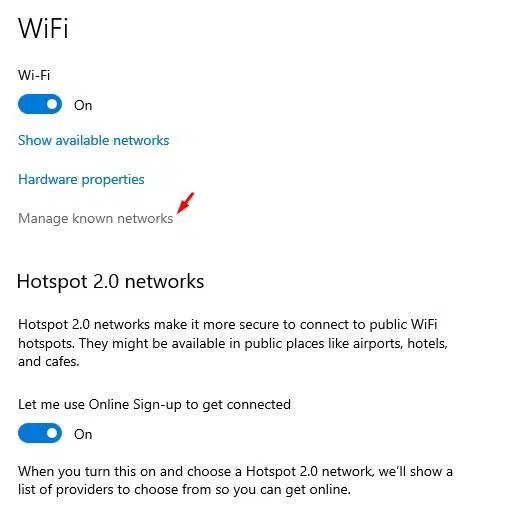 WiFi
Wi-Fi
On
Show available networks
Hardware properties
Manage known networks
Hotspot 2.0 networks
Hotspot 2.0 networks make it more secure to connect to public WiFi
hotspots. They might be available in public places like airports, hotels,
and cafes.
Let me use Online Sign-up to get connected
On
When you turn this on and choose a Hotspot 2.0 network, we’ll show a
list of providers to choose from so you can get online.